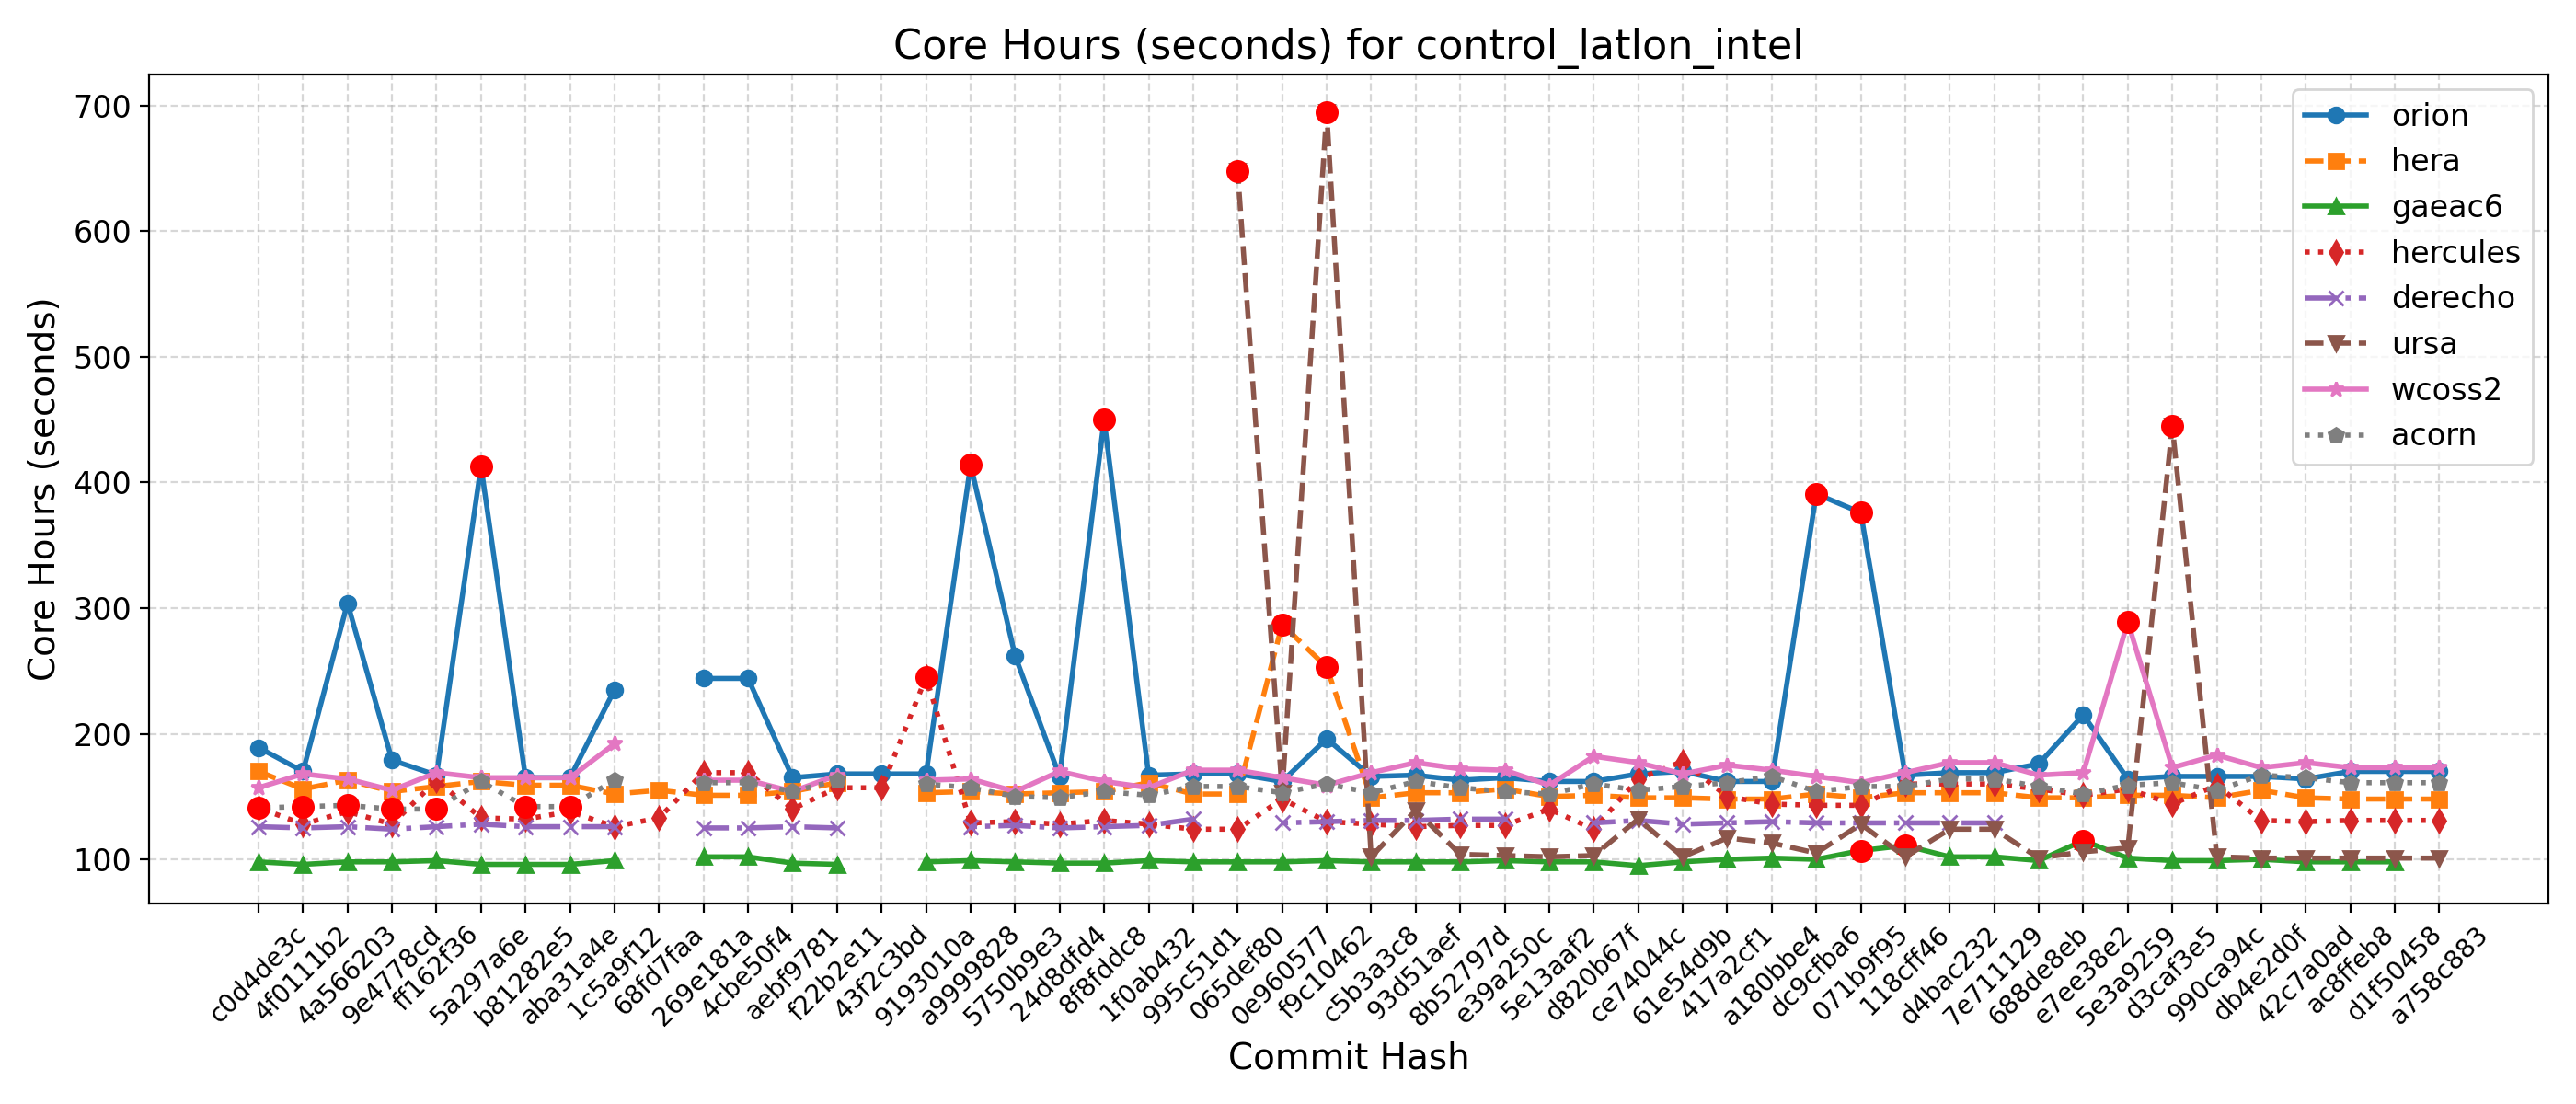 Core Hours (seconds) for control_latlon_intel
Core Hours (seconds)
700
600
500
400
300
200
100
orion
hera
gaeac6
hercules
derecho
ursa
wcoss2
acorn
c0d4de3c
4f0111b2
4a566203
9e4778cd
ff162f36
5a297a6e
b81282e5
aba31a4e
1c5a9f12
68fd7faa
269e181a
4cbe50f4
aebf9781
f22b2e11
43f2c3bd
9193010a
a9999828
5750b9e3
24d8dfd4
8f8fddc8
1f0ab432
995c51d1
065def80
0e960577
f9c10462
c5b3a3c8
93d51aef
8b52797d
e39a250c
5e13aaf2
d820b67f
ce74044c
61e54d9b
417a2cf1
a180bbe4
dc9cfba6
071b9f95
118cff46
d4bac232
7e711129
688de8eb
e7ee38e2
5e3a9259
d3caf3e5
990ca94c
db4e2d0f
42c7a0ad
ac8ffeb8
d1f50458
a758c883
Commit Hash